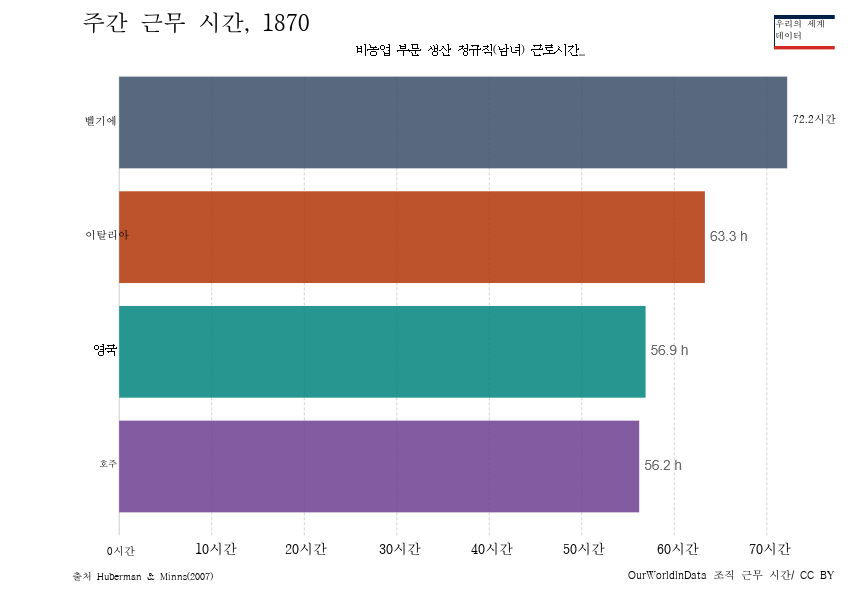 주간 근무 시간, 1870
우리의 세계
데이터
비농업 부문 생산 정규직(남녀) 근로시간_
벨기에
72.2시간
이탈리아
63.3 h
영국
56.9 h
호주
56.2 h
0시간 10시간 20시간 30시간 40시간 50시간 60시간 70시간
출처 Huberman & Minns(2007)
OurWorldInData 조직 근무 시간/ CC BY